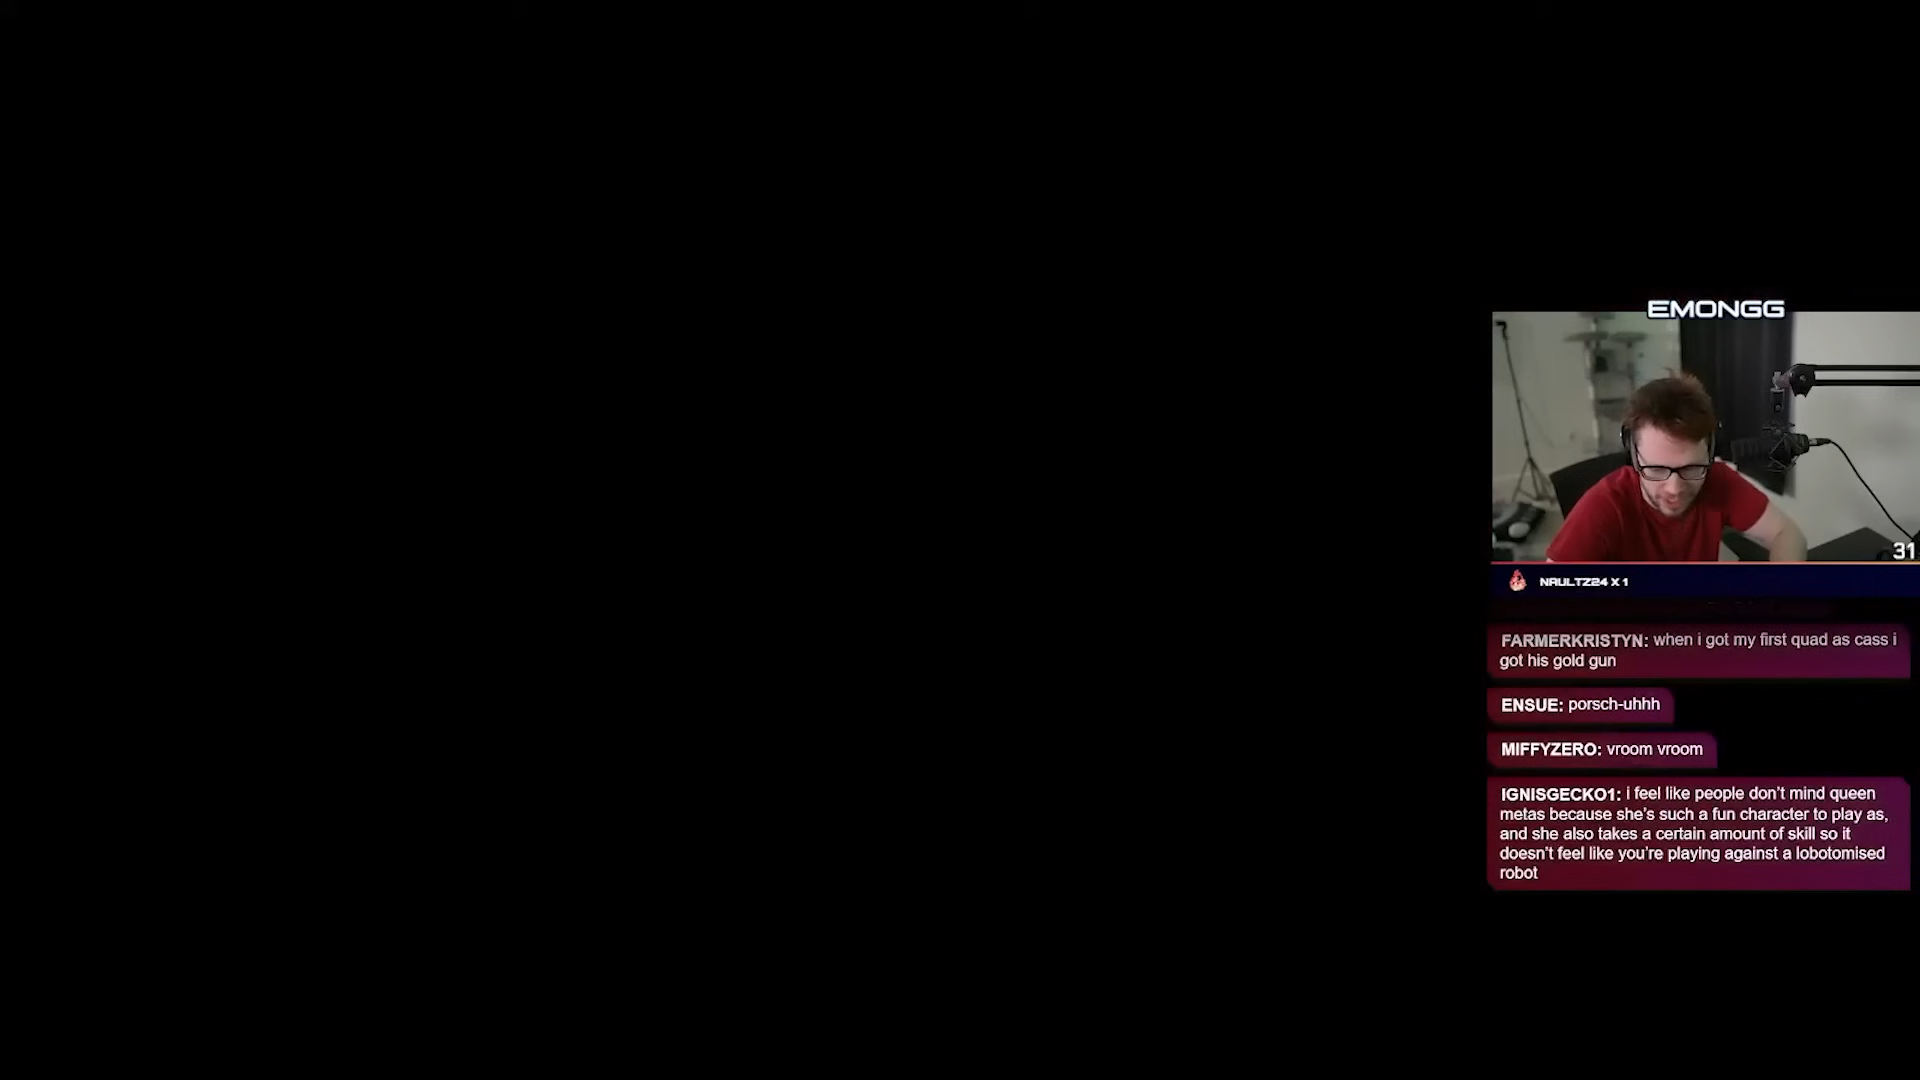 EMONGG
31
NAULTZ24 X 1
FARMERKRISTYN: when i got my first quad as cass i
got his gold gun
ENSUE: porsch-uhhh
MIFFYZERO: vroom vroom
IGNISGECKO1: i feel like people don't mind queen
metas because she's such a fun character to play as,
and she also takes a certain amount of skill so it
doesn't feel like you're playing against a lobotomised
robot